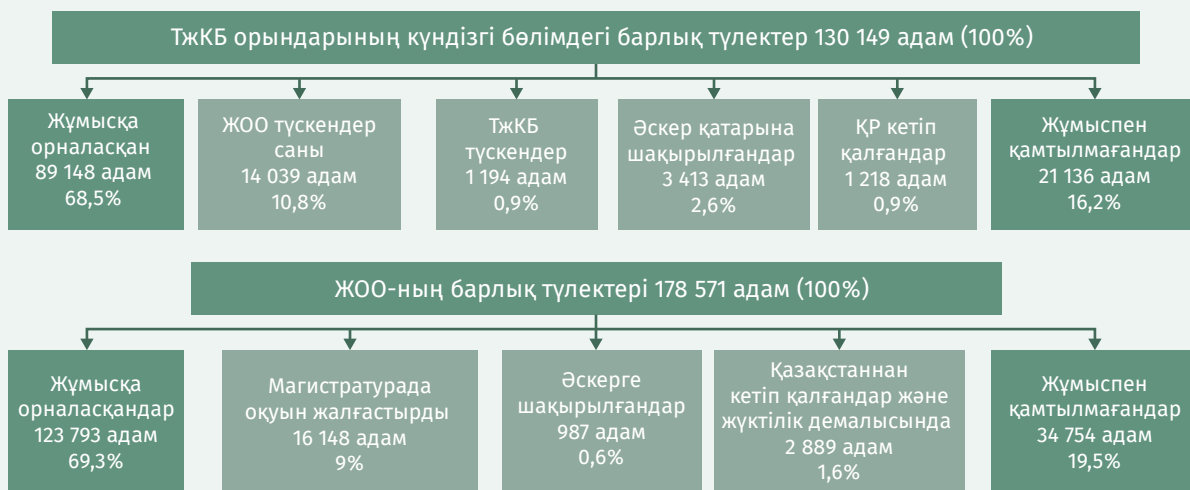 ТжКБ орындарының күндізгі бөлімдегі барлық түлектер 130 149 адам (100%)
Жұмысқа
орналасқан
89 148 адам
68,5%
ЖОО түскендер
саны
14 039 адам
10,8%
ТжКБ
түскендер
1 194 адам
0,9%
Әскер қатарына
шақырылғандар
3 413 адам
2,6%
ҚР кетіп
қалғандар
1 218 адам
0,9%
Жұмыспен
қамтылмағандар
21 136 адам
16,2%
ЖОО-ның барлық түлектері 178 571 адам (100%)
Жұмысқа
орналасқандар
123 793 адам
69,3%
Магистратурада
оқуын жалғастырды
16 148 адам
9%
Әскерге
шақырылғандар
987 адам
0,6%
Қазақстаннан
кетіп қалғандар және
жүктілік демалысында
2 889 адам
1,6%
Жұмыспен
қамтылмағандар
34 754 адам
19,5%